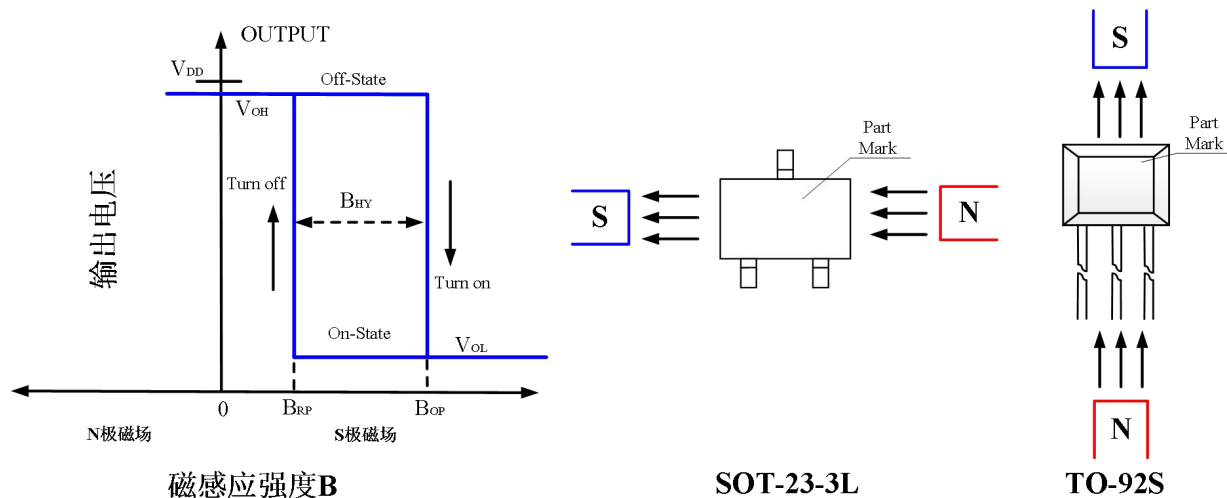 OUTPUT
VDD
Off-State
VOH
Turn off
BHY
Turn on
On-State
VOL
输出电压
0
BRP
BOP
N极磁场
S极磁场
磁感应强度B
Part
Mark
S
N
SOT-23-3L
S
Part
Mark
N
TO-92S